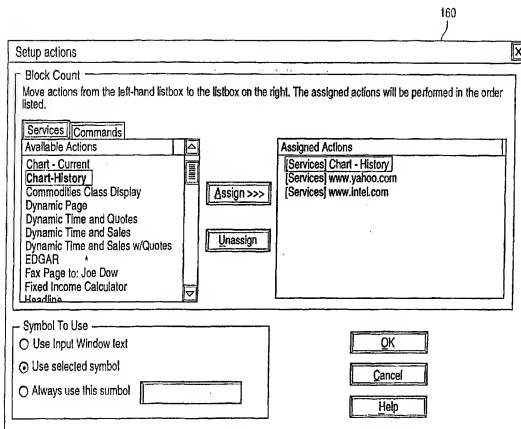 160
Setup actions
X
Block Count
Move actions from the left-hand listbox to the listbox on the right. The assigned actions will be performed in the order
listed.
Services Commands
Available Actions
Chart - Current
Chart-History
Commodities Class Display
Dynamic Page
Dynamic Time and Quotes
Dynamic Time and Sales
Dynamic Time and Sales w/Quotes
EDGAR
Fax Page to: Joe Dow
Fixed Income Calculator
Headline
Assign >>>
Unassign
Assigned Actions
[Services] Chart - History
[Services] www.yahoo.com
[Services] www.intel.com
Symbol To Use
Use Input Window text
Use selected symbol
Always use this sumbol
OK
Cancel
Help